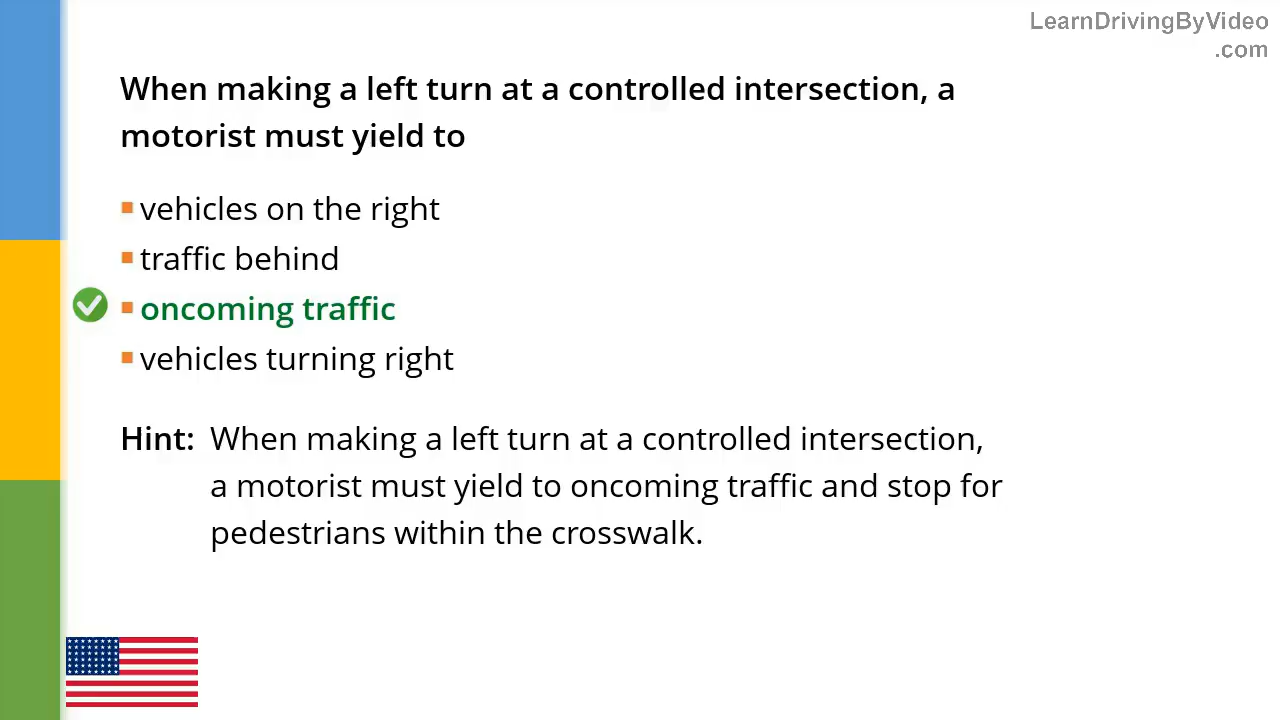 LearnDrivingByVideo
.com
When making a left turn at a controlled intersection, a
motorist must yield to
vehicles on the right
traffic behind
oncoming traffic
vehicles turning right
Hint: When making a left turn at a controlled intersection,
a motorist must yield to oncoming traffic and stop for
pedestrians within the crosswalk.